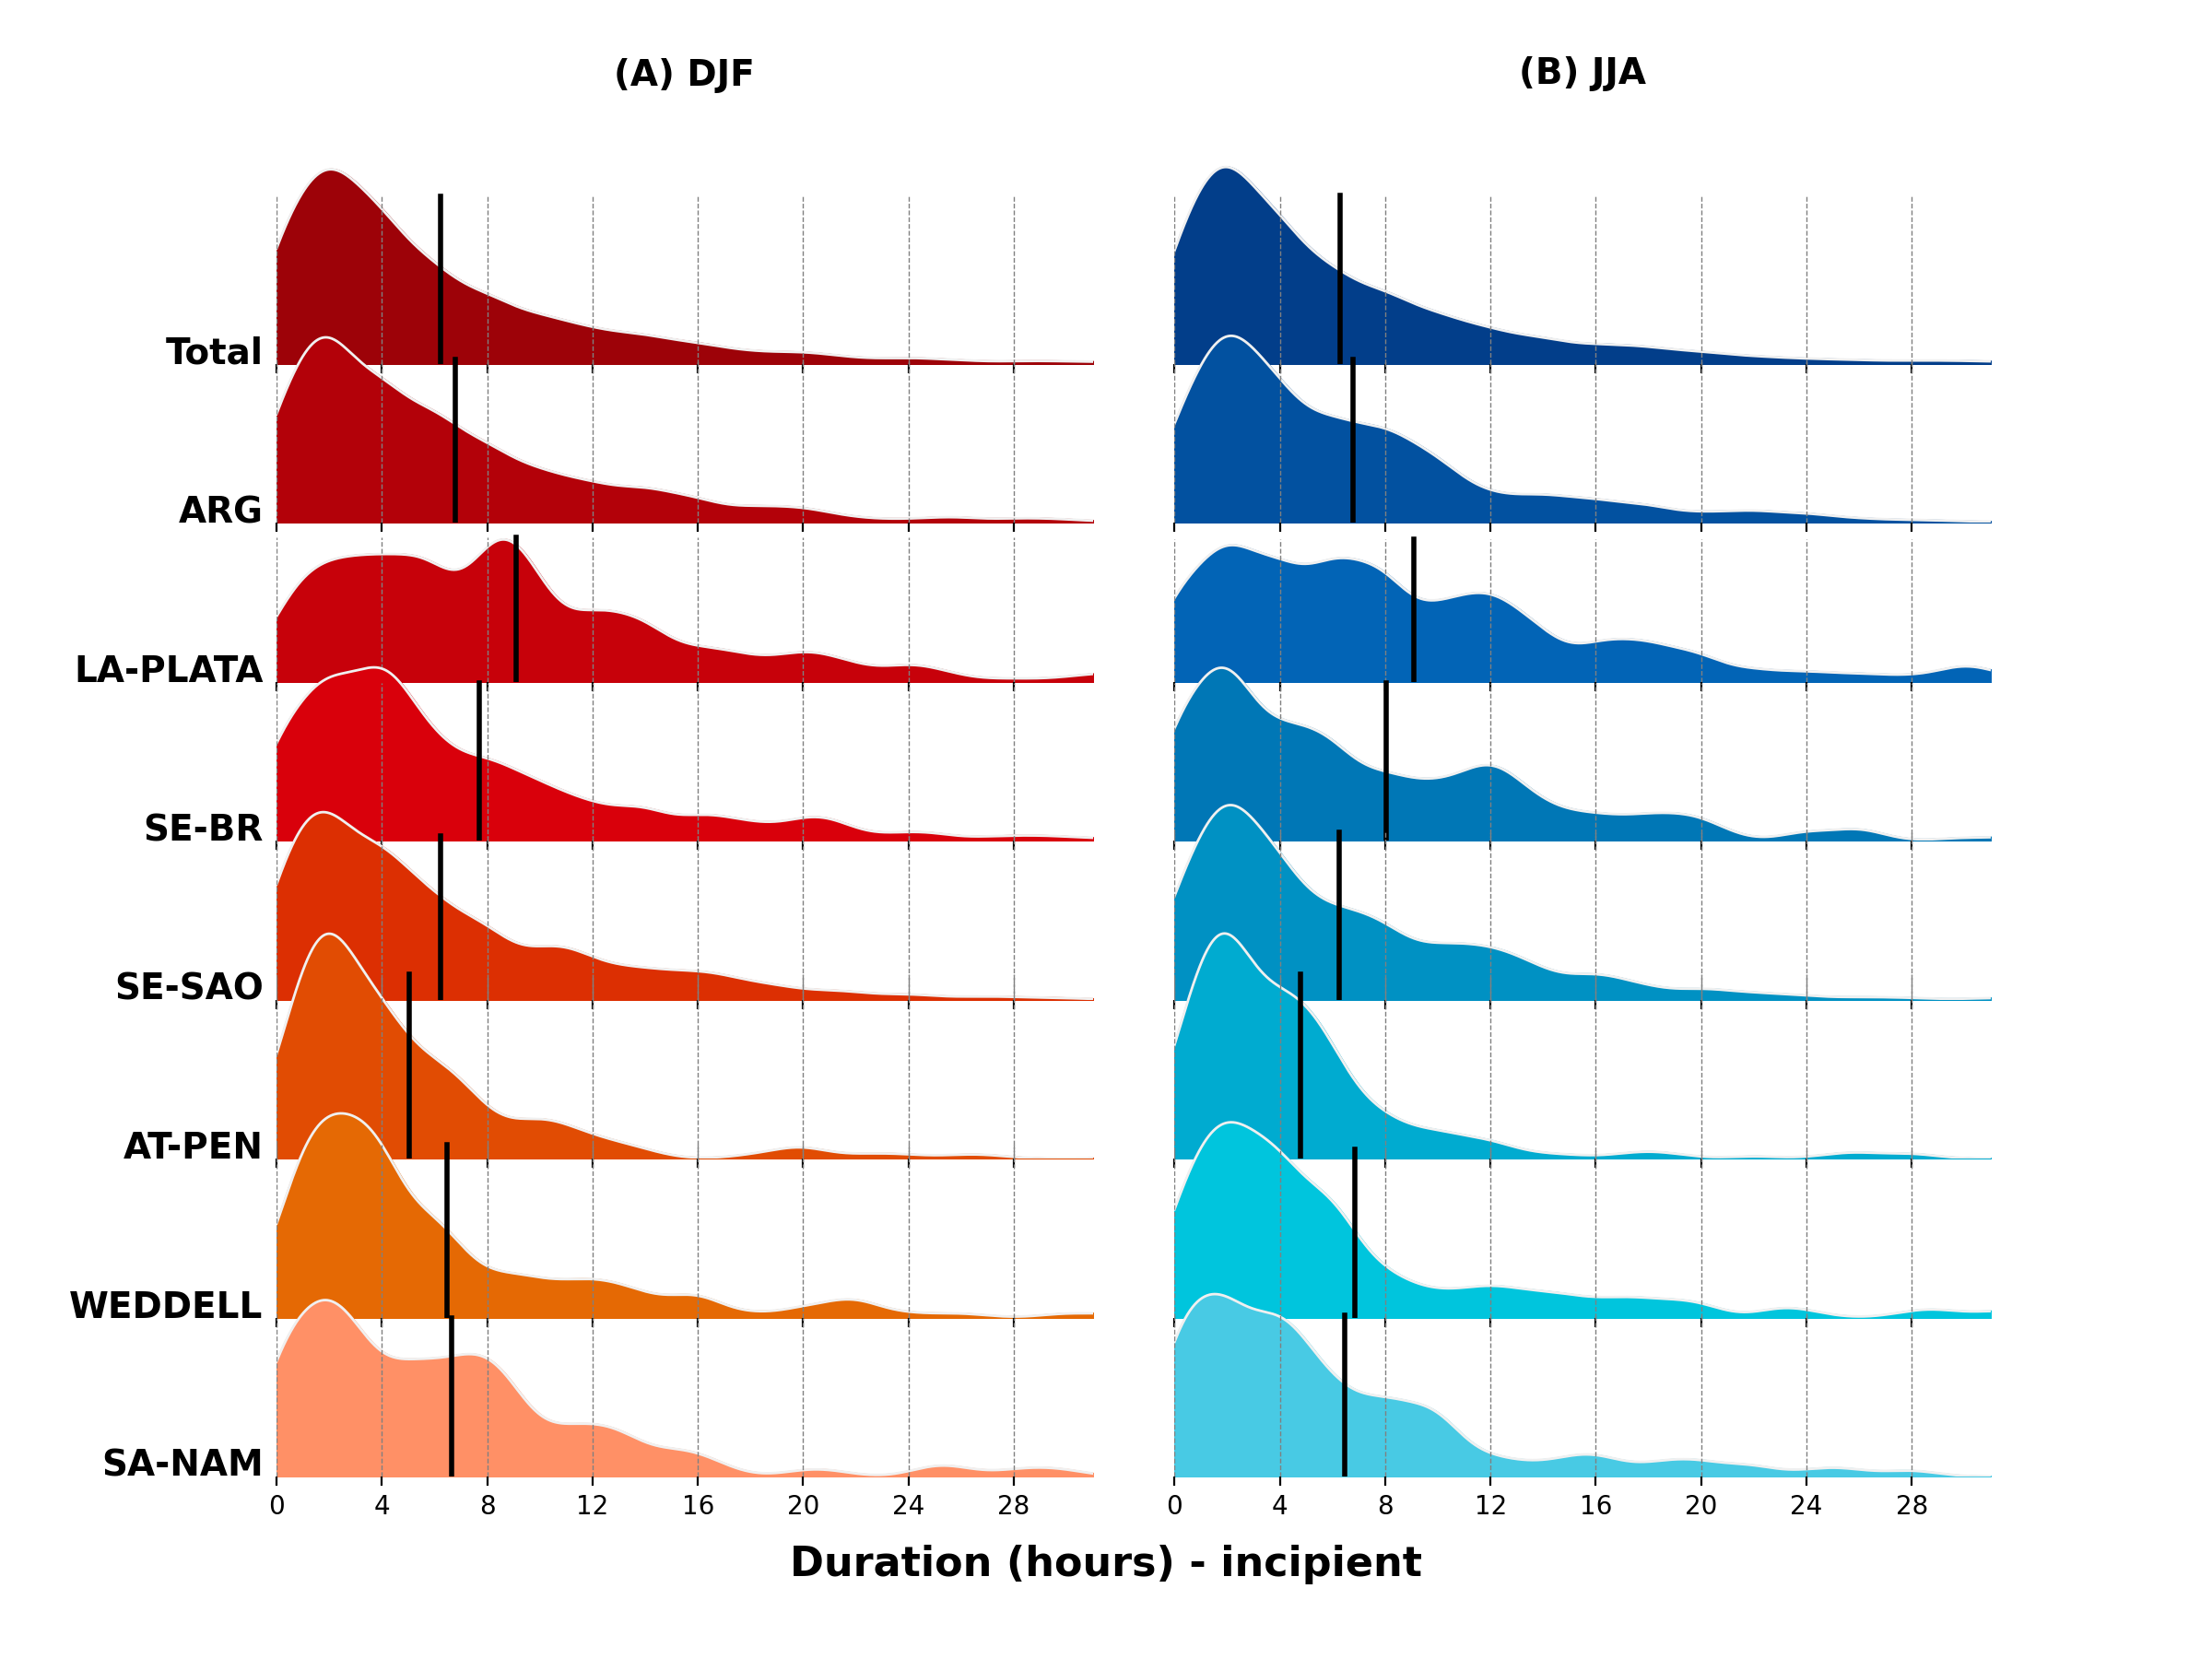 (A) DJF
(B) JJA
Total
ARG
LA-PLATA
SE-BR
SE-SAO
AT-PEN
WEDDELL
SA-NAM
0 4 8 12 16 20 24 28
0 4 8 12 16 20 24 28
Duration (hours) - incipient